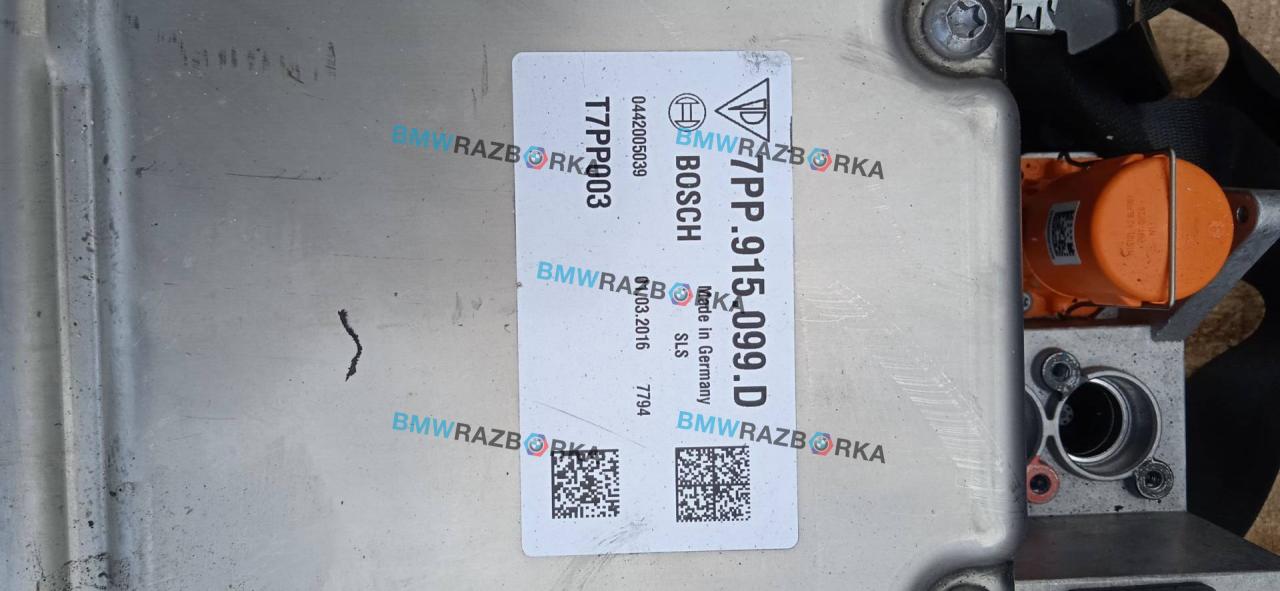 7PP.915.099.D
BOSCH
Made in Germany
SLS
0442005039
01/03.2016
7794
T7PP003
BMWRAZBORKA
BMWRAZBORKA
BMWRAZBORKA
BMWRAZBORKA
BMWRAZBORKA